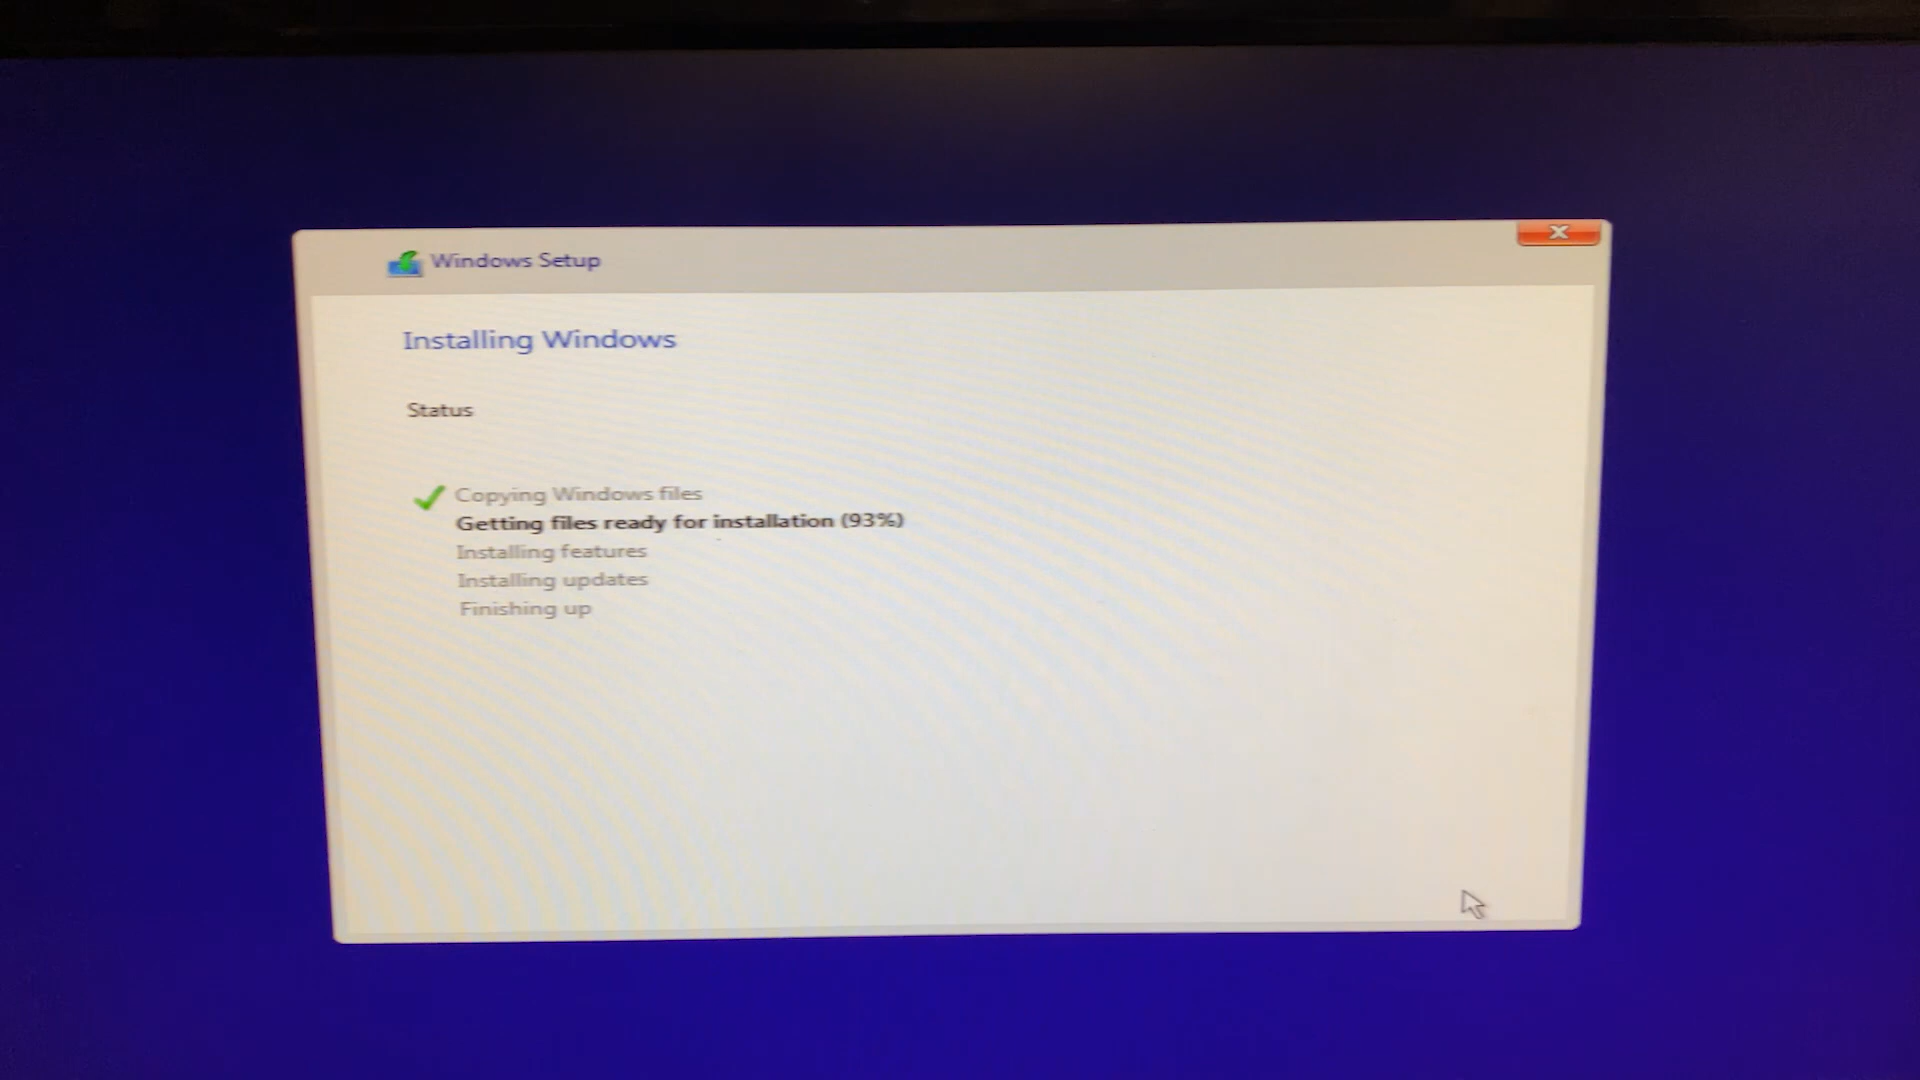 Windows Setup
Installing Windows
Status
Copying Windows files
Getting files ready for installation (93%)
Installing features
Installing updates
Finishing up